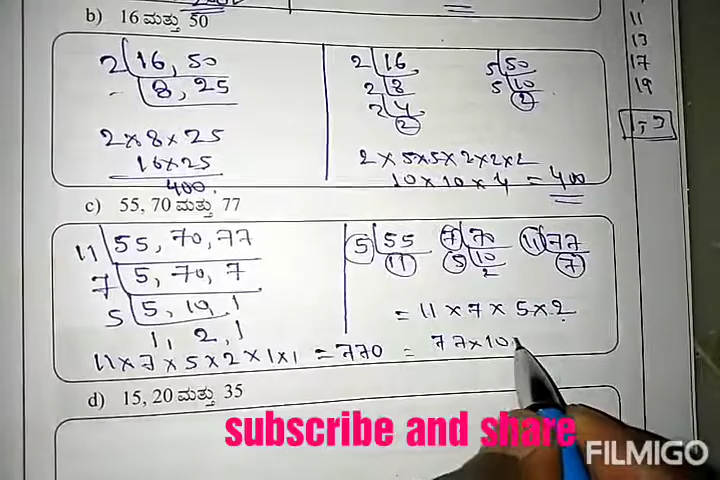 b) 16 ಮತ್ತು 50
2 16, 50
8, 25
2 × 8 × 25
16 × 25
400.
2 16
2 8
2 4
2
5 50
5 10
2
2 × 5 × 5 × 2 × 2 × 2
10 × 10 × 4 = 400
11
13
17
19
c) 55, 70 ಮತ್ತು 77
11 55, 70, 77
7 5, 70, 7
5 5, 10, 1
1, 2, 1
11 × 7 × 5 × 2 × 1 × 1 = 770
5 55
11
7 70
5 10
2
11 77
7
= 11 × 7 × 5 × 2
= 77 × 10
d) 15, 20 ಮತ್ತು 35
subscribe and share
FILMIGO